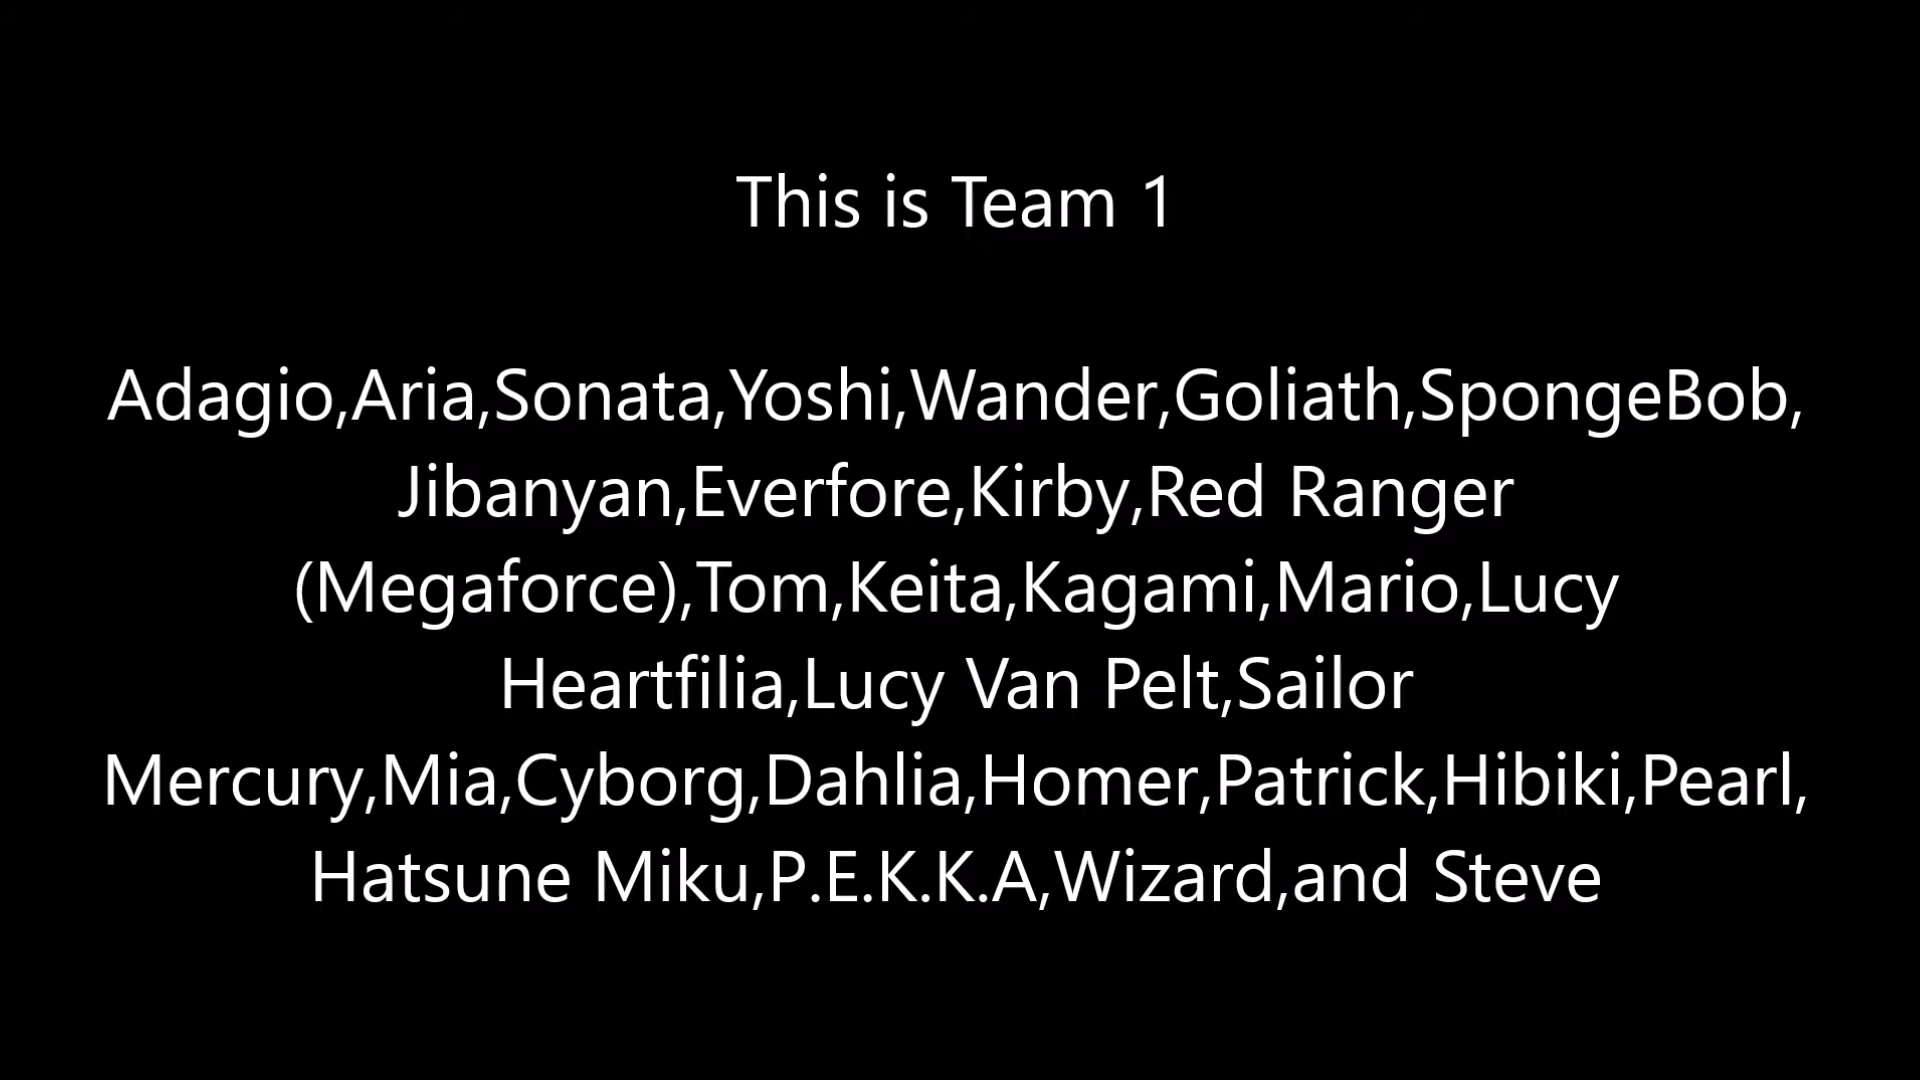 This is Team 1
Adagio,Aria,Sonata,Yoshi,Wander,Goliath,SpongeBob,
Jibanyan,Everfore,Kirby,Red Ranger
(Megaforce),Tom,Keita,Kagami,Mario,Lucy
Heartfilia,Lucy Van Pelt,Sailor
Mercury,Mia,Cyborg,Dahlia,Homer,Patrick,Hibiki,Pearl,
Hatsune Miku,P.E.K.K.A,Wizard,and Steve